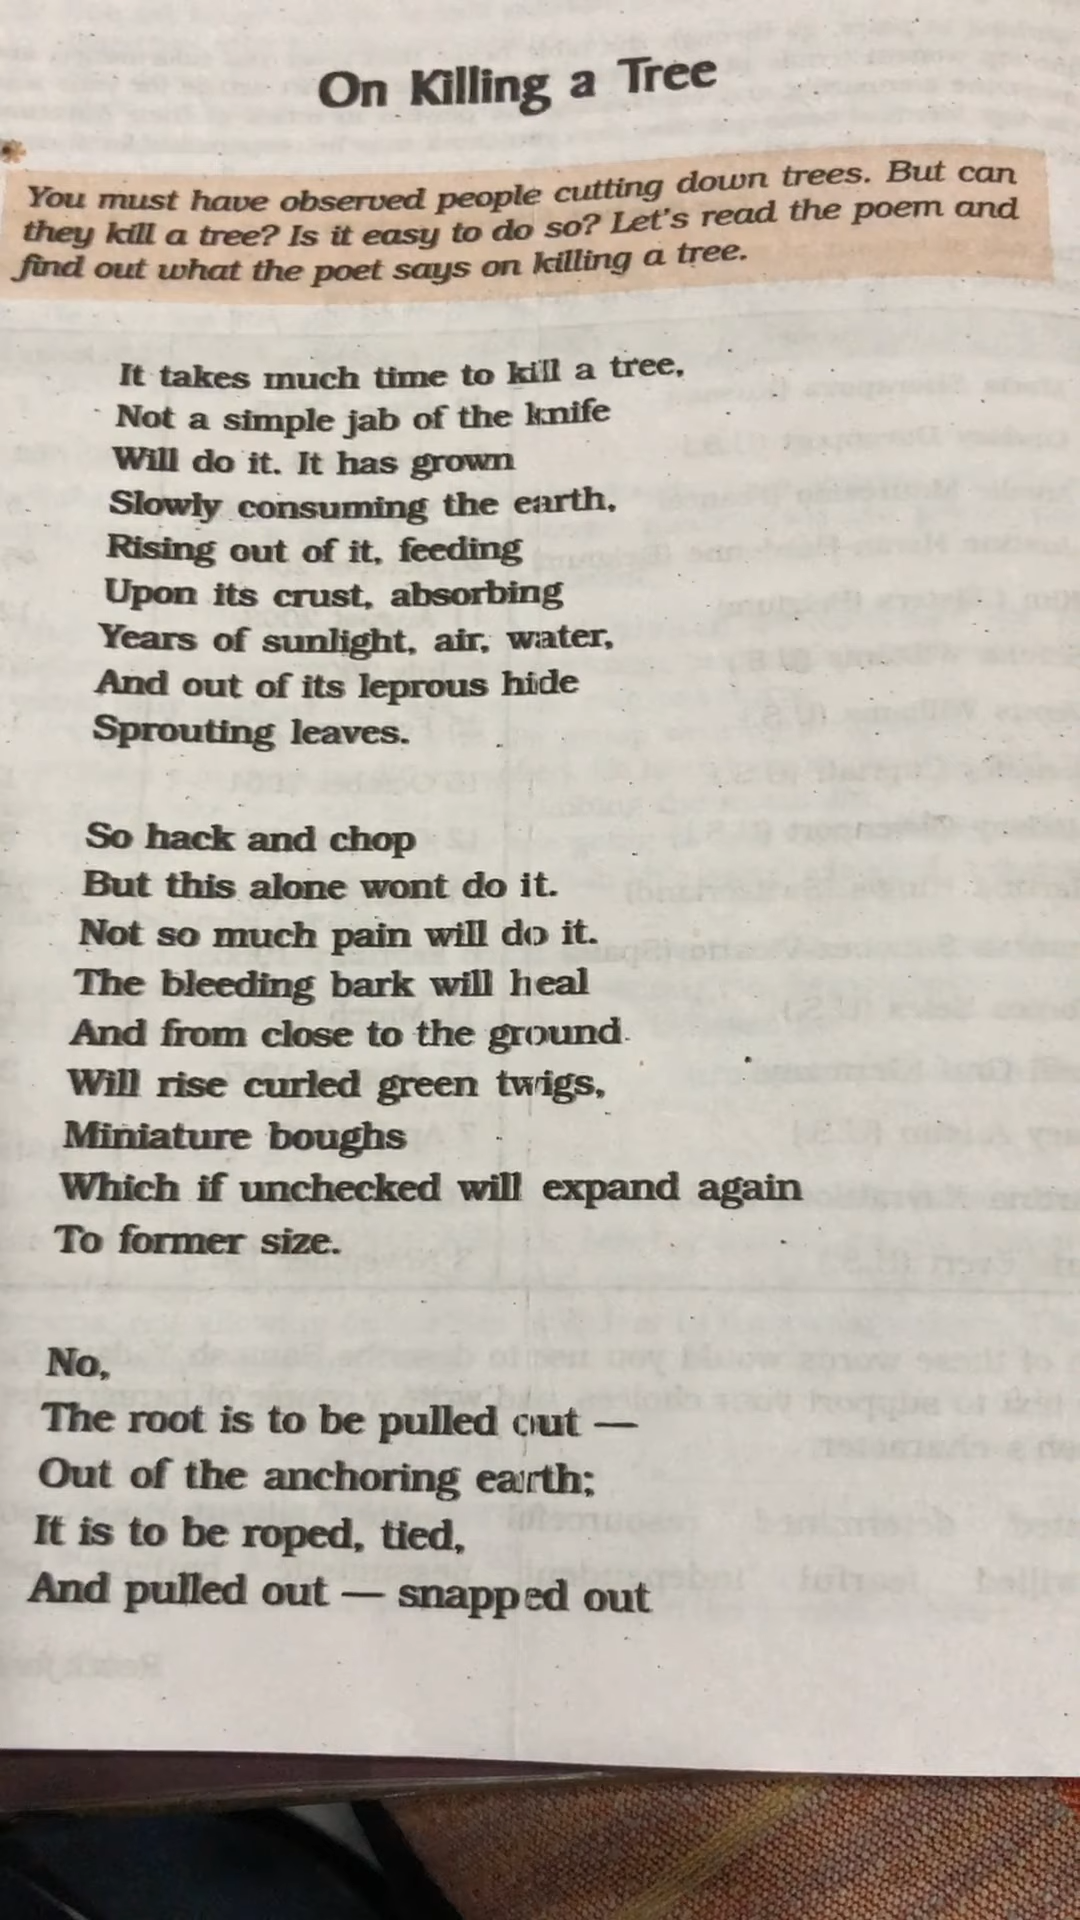 On Killing a Tree
You must have observed people cutting down trees. But can
they kill a tree? Is it easy to do so? Let's read the poem and
find out what the poet says on killing a tree.
It takes much time to kill a tree,
Not a simple jab of the knife
Will do it. It has grown
Slowly consuming the earth,
Rising out of it, feeding
Upon its crust, absorbing
Years of sunlight, air, water,
And out of its leprous hide
Sprouting leaves.
So hack and chop
But this alone wont do it.
Not so much pain will do it.
The bleeding bark will heal
And from close to the ground
Will rise curled green twigs,
Miniature boughs
Which if unchecked will expand again
To former size.
No,
The root is to be pulled out —
Out of the anchoring earth;
It is to be roped, tied,
And pulled out — snapped out